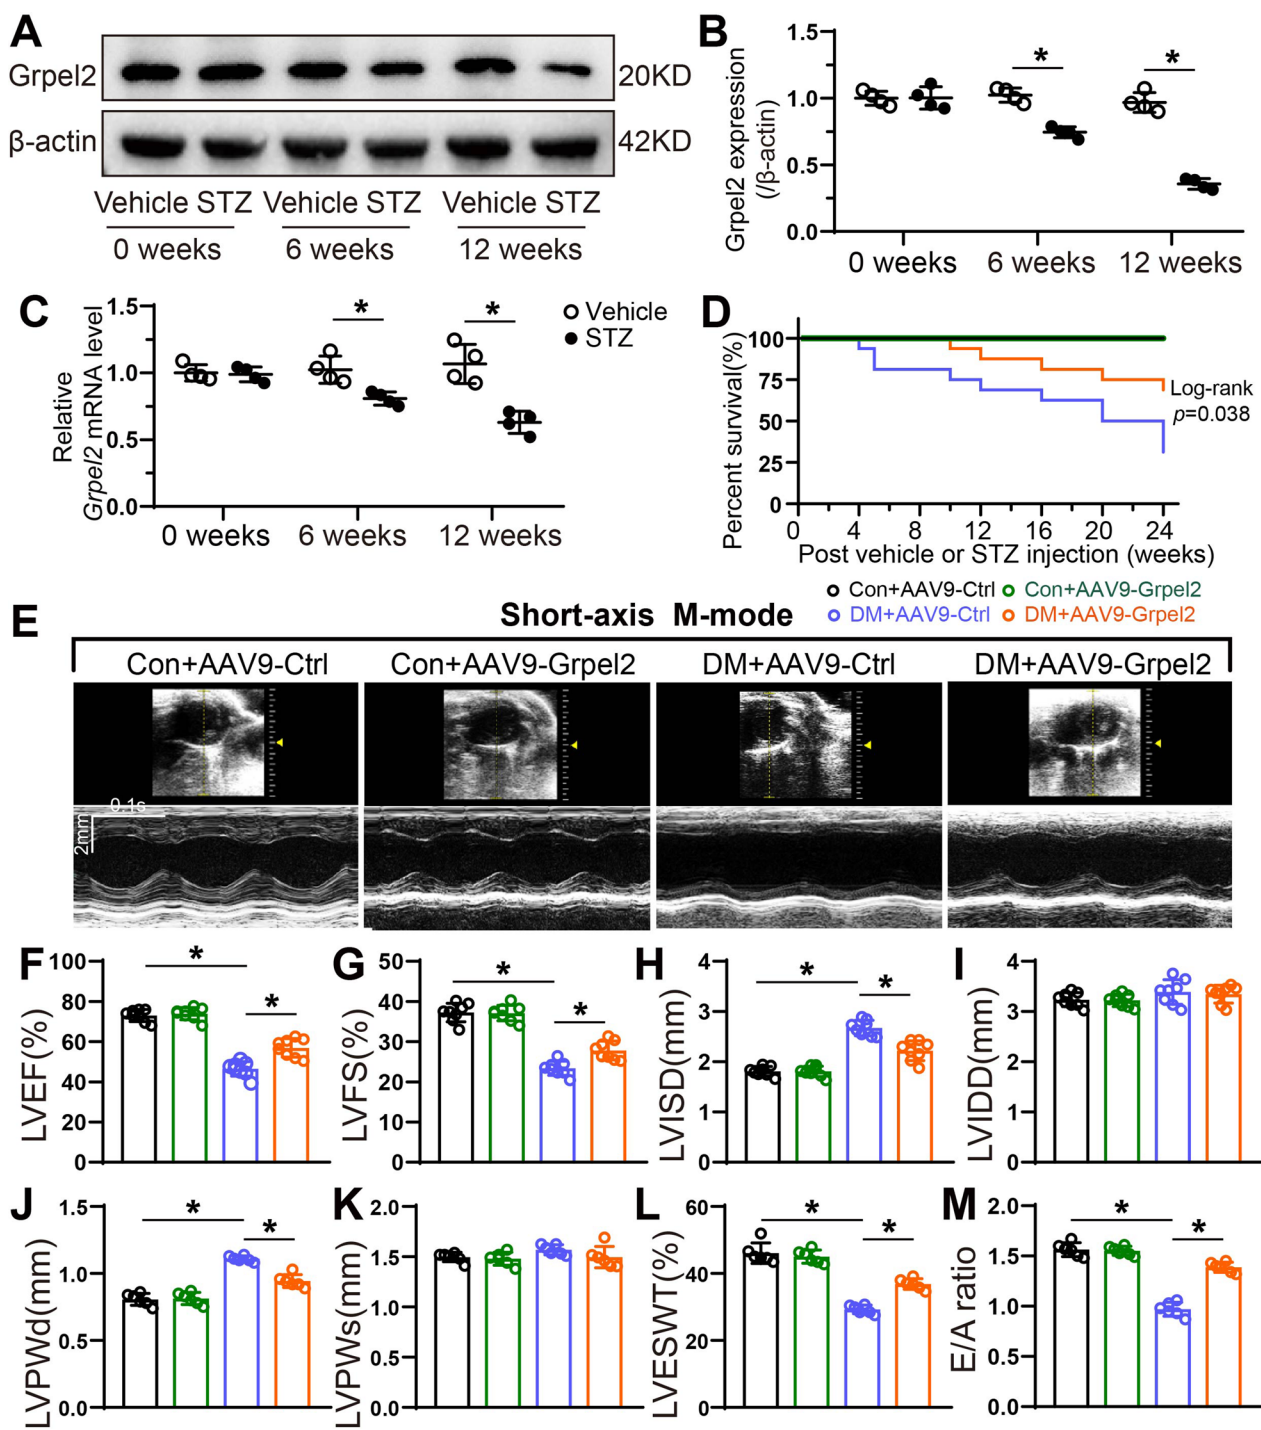 A
Grpel2
20KD
β-actin
42KD
Vehicle STZ Vehicle STZ Vehicle STZ
0 weeks 6 weeks 12 weeks
B
Grpel2 expression
(/β-actin)
1.5
1.0
0.5
0.0
* *
0 weeks 6 weeks 12 weeks
C
Relative
Grpel2 mRNA level
1.5
1.0
0.5
0.0
* *
0 weeks 6 weeks 12 weeks
Vehicle
STZ
D
Percent survival(%)
100
75
50
25
0
0 4 8 12 16 20 24
Post vehicle or STZ injection (weeks)
Log-rank
p=0.038
Con+AAV9-Ctrl Con+AAV9-Grpel2
DM+AAV9-Ctrl DM+AAV9-Grpel2
E
Short-axis M-mode
Con+AAV9-Ctrl Con+AAV9-Grpel2 DM+AAV9-Ctrl DM+AAV9-Grpel2
0.1s
2mm
F
LVEF(%)
100
80
60
40
20
0
* *
G
LVFS(%)
50
40
30
20
10
0
* *
H
LVISD(mm)
4
3
2
1
0
* *
I
LVIDD(mm)
4
3
2
1
0
J
LVPWd(mm)
1.5
1.0
0.5
0.0
* *
K
LVPWs(mm)
2.0
1.5
1.0
0.5
0.0
L
LVESWT(%)
60
40
20
0
* *
M
E/A ratio
2.0
1.5
1.0
0.5
0.0
* *